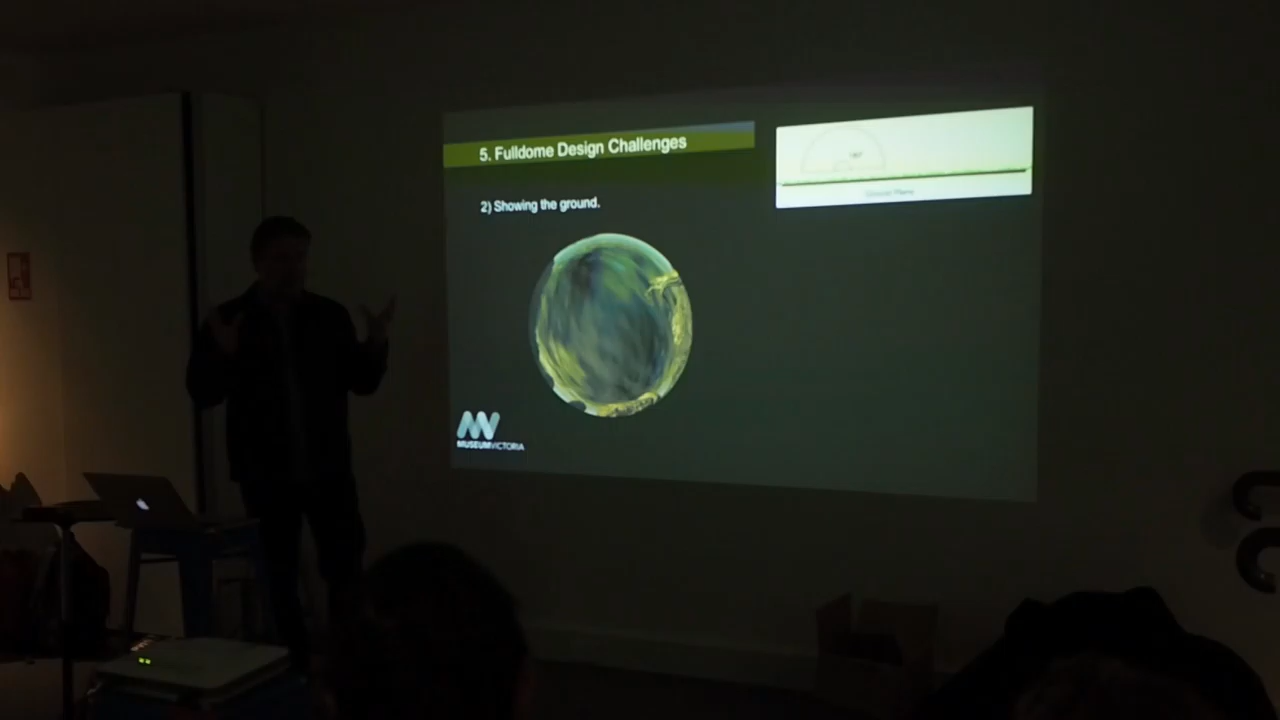 5. Fulldome Design Challenges
2) Showing the ground.
MUSEUMVICTORIA